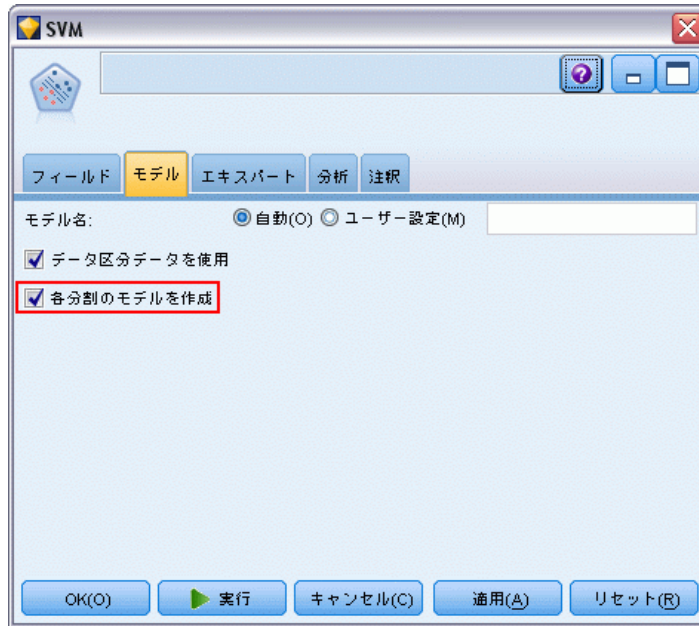 SVM
フィールド モデル エキスパート 分析 注釈
モデル名: 自動(O) ユーザー設定(M)
データ区分データを使用
各分割のモデルを作成
OK(O) 実行 キャンセル(C) 適用(A) リセット(R)